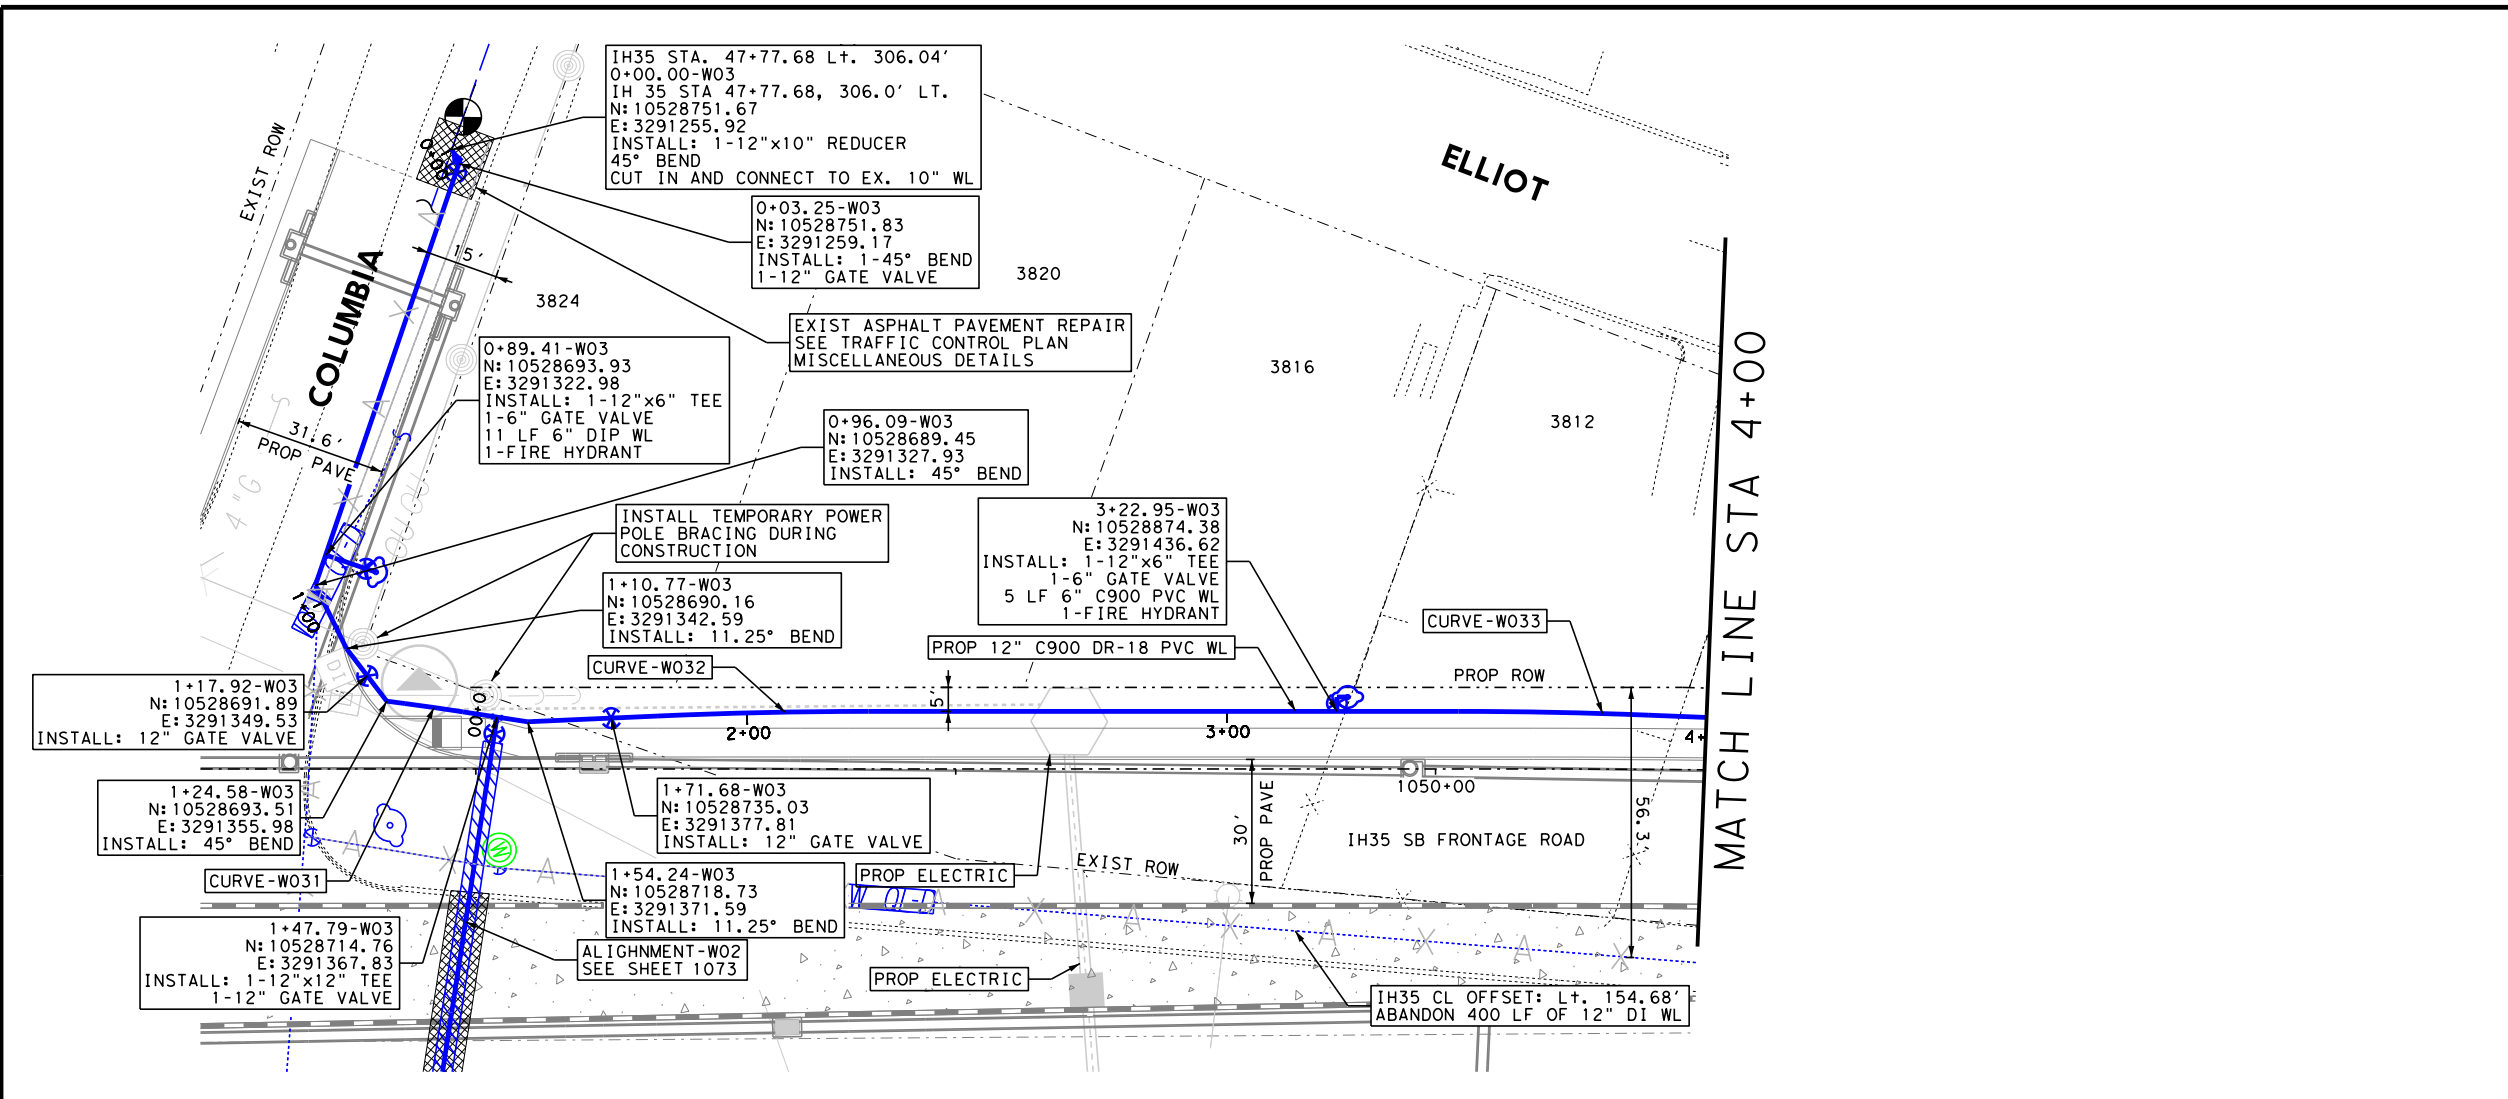 IH35 STA. 47+77.68 Lt. 306.04'
0+00.00-W03
IH 35 STA 47+77.68, 306.0' LT.
N:10528751.67
E:3291255.92
INSTALL: 1-12"x10" REDUCER
45° BEND
CUT IN AND CONNECT TO EX. 10" WL
0+03.25-W03
N:10528751.83
E:3291259.17
INSTALL: 1-45° BEND
1-12" GATE VALVE
EXIST ASPHALT PAVEMENT REPAIR
SEE TRAFFIC CONTROL PLAN
MISCELLANEOUS DETAILS
ELLIOT
EXIST ROW
COLUMBIA
15'
3824
3820
3816
3812
0+89.41-W03
N:10528693.93
E:3291322.98
INSTALL: 1-12"x6" TEE
1-6" GATE VALVE
11 LF 6" DIP WL
1-FIRE HYDRANT
0+96.09-W03
N:10528689.45
E:3291327.93
INSTALL: 45° BEND
31.6'
PROP PAVE
4"G
S
INSTALL TEMPORARY POWER
POLE BRACING DURING
CONSTRUCTION
3+22.95-W03
N:10528874.38
E:3291436.62
INSTALL: 1-12"x6" TEE
1-6" GATE VALVE
5 LF 6" C900 PVC WL
1-FIRE HYDRANT
1+10.77-W03
N:10528690.16
E:3291342.59
INSTALL: 11.25° BEND
CURVE-W032
PROP 12" C900 DR-18 PVC WL
CURVE-W033
PROP ROW
MATCH LINE STA 4+00
1+17.92-W03
N:10528691.89
E:3291349.53
INSTALL: 12" GATE VALVE
0+00
1+00
0+00
5'
2+00
3+00
4+
1+24.58-W03
N:10528693.51
E:3291355.98
INSTALL: 45° BEND
1+71.68-W03
N:10528735.03
E:3291377.81
INSTALL: 12" GATE VALVE
1050+00
30'
PROP PAVE
56.3'
IH35 SB FRONTAGE ROAD
EXIST ROW
CURVE-W031
W
1+54.24-W03
N:10528718.73
E:3291371.59
INSTALL: 11.25° BEND
PROP ELECTRIC
1+47.79-W03
N:10528714.76
E:3291367.83
INSTALL: 1-12"x12" TEE
1-12" GATE VALVE
ALIGHNMENT-W02
SEE SHEET 1073
PROP ELECTRIC
IH35 CL OFFSET: Lt. 154.68'
ABANDON 400 LF OF 12" DI WL